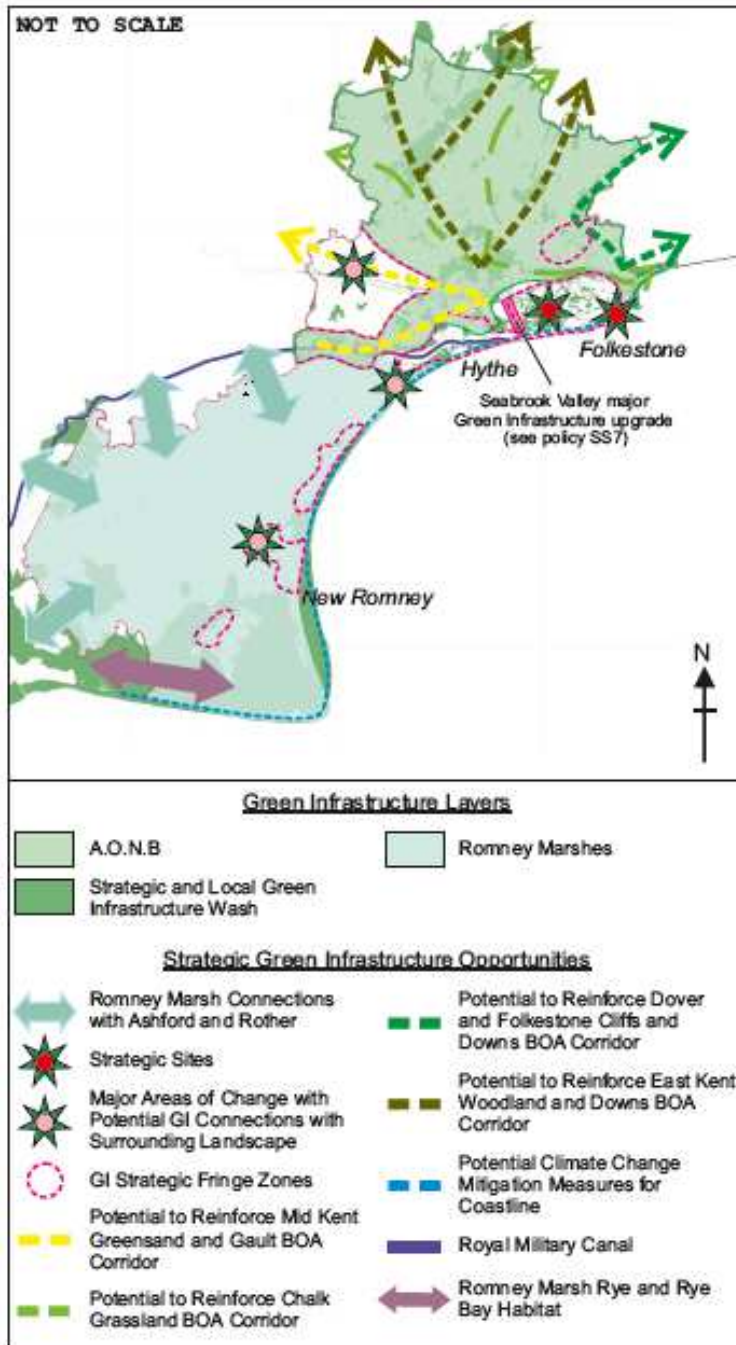 NOT TO SCALE
Folkestone
Hythe
Seabrook Valley major
Green Infrastructure upgrade
(see policy SS7)
New Romney
N
Green Infrastructure Layers
A.O.N.B
Romney Marshes
Strategic and Local Green
Infrastructure Wash
Strategic Green Infrastructure Opportunities
Romney Marsh Connections
with Ashford and Rother
Strategic Sites
Major Areas of Change with
Potential GI Connections with
Surrounding Landscape
GI Strategic Fringe Zones
Potential to Reinforce Mid Kent
Greensand and Gault BOA
Corridor
Potential to Reinforce Chalk
Grassland BOA Corridor
Potential to Reinforce Dover
and Folkestone Cliffs and
Downs BOA Corridor
Potential to Reinforce East Kent
Woodland and Downs BOA
Corridor
Potential Climate Change
Mitigation Measures for
Coastline
Royal Military Canal
Romney Marsh Rye and Rye
Bay Habitat